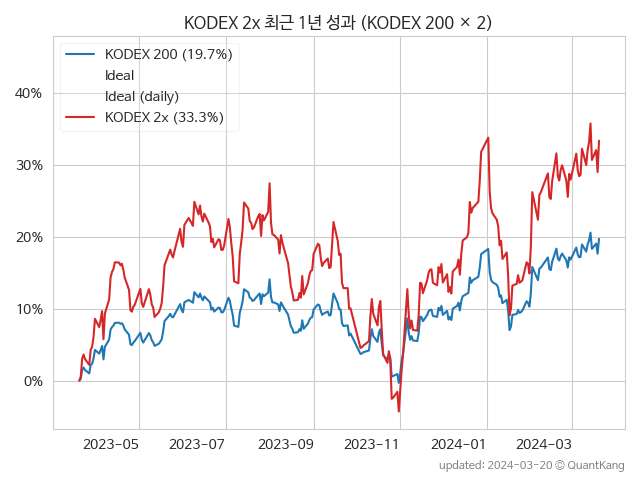 KODEX 2x 최근 1년 성과 (KODEX 200 × 2)
KODEX 200 (19.7%)
Ideal
Ideal (daily)
KODEX 2x (33.3%)
40%
30%
20%
10%
0%
2023-05 2023-07 2023-09 2023-11 2024-01 2024-03
updated: 2024-03-20 © QuantKang